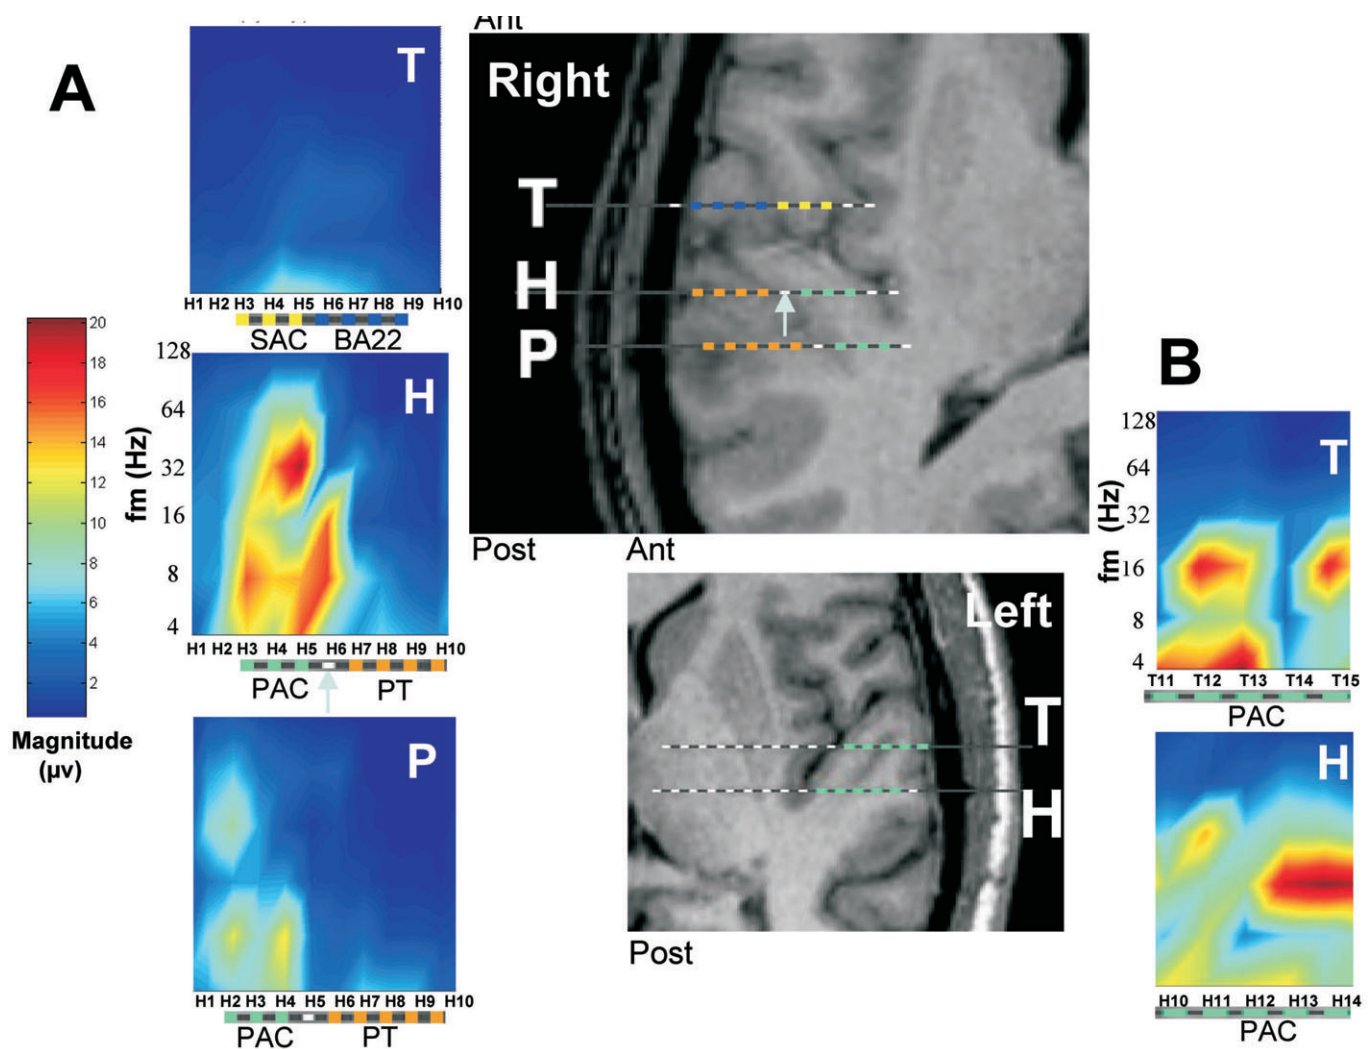 A
T
H1 H2 H3 H4 H5 H6 H7 H8 H9 H10
SAC BA22
20
18
16
14
12
10
8
6
4
2
Magnitude
(µv)
H
128
64
32
16
8
4
fm (Hz)
H1 H2 H3 H4 H5 H6 H7 H8 H9 H10
PAC PT
P
H1 H2 H3 H4 H5 H6 H7 H8 H9 H10
PAC PT
Ant
Right
T
H
P
Post
Ant
Left
T
H
Post
B
T
128
64
32
16
8
4
fm (Hz)
T11 T12 T13 T14 T15
PAC
H
H10 H11 H12 H13 H14
PAC